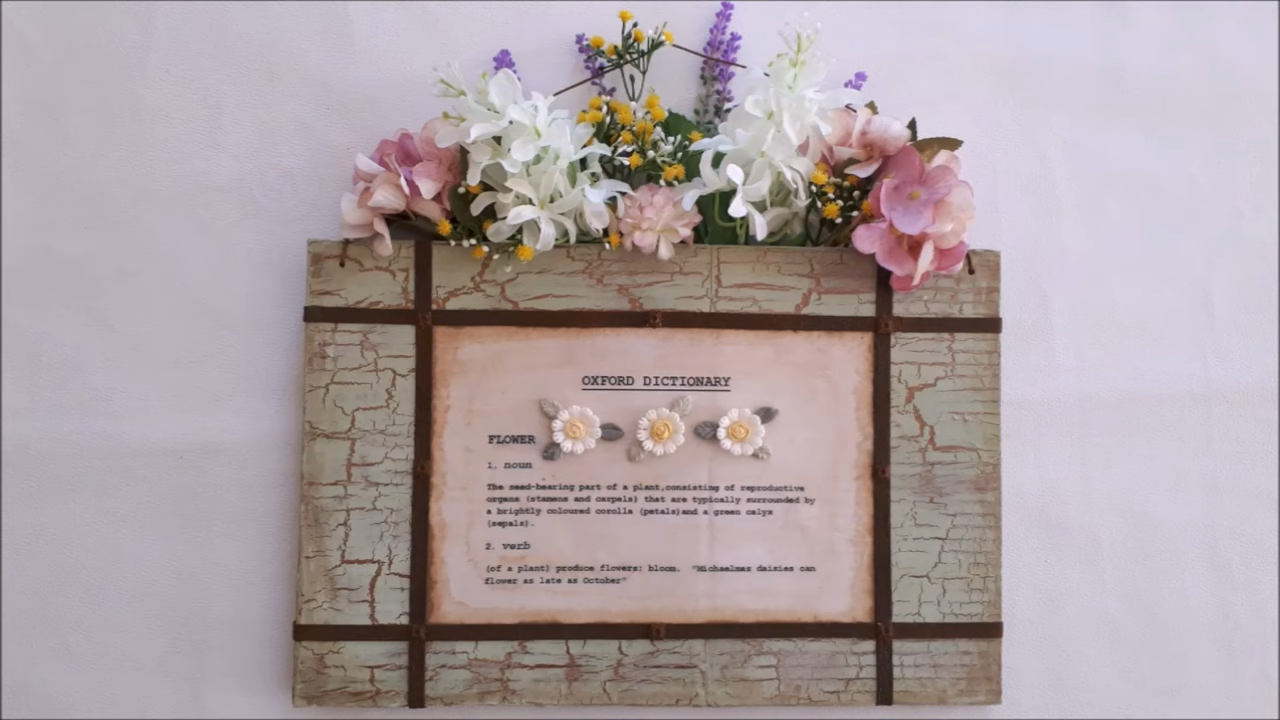 OXFORD DICTIONARY
FLOWER
1. noun
The seed-bearing part of a plant,consisting of reproductive
organs (stamens and carpels) that are typically surrounded by
a brightly coloured corolla (petals)and a green calyx
(sepals).
2. verb
(of a plant) produce flowers; bloom. "Michaelmas daisies can
flower as late as October"